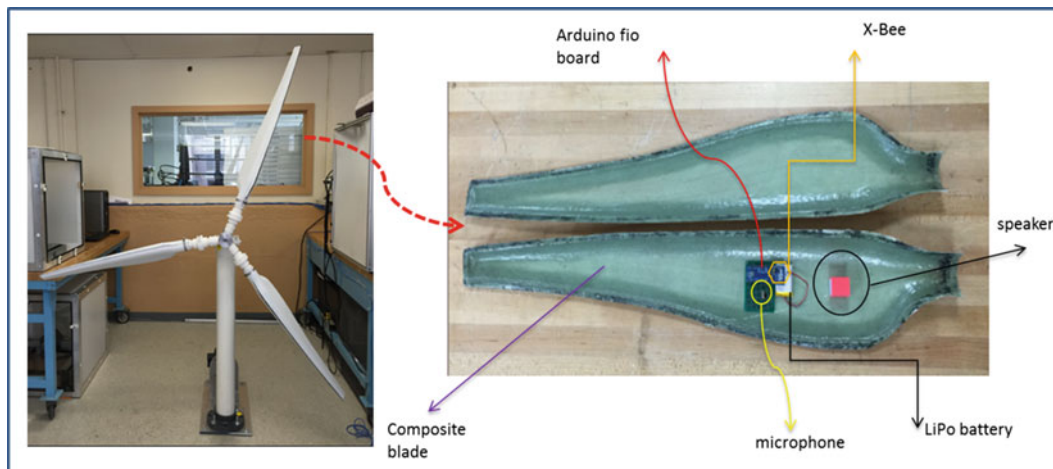 Arduino fio
board
X-Bee
speaker
Composite
blade
microphone
LiPo battery